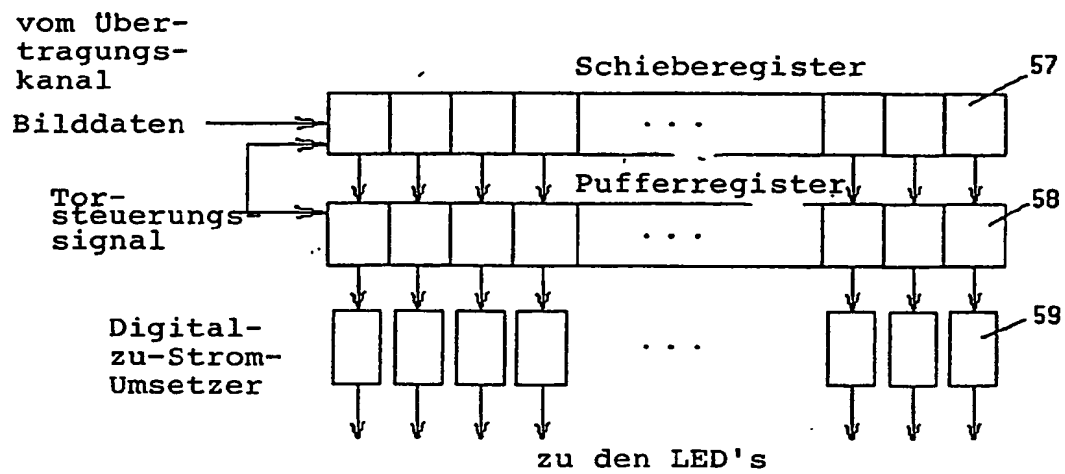 vom Über-
tragungs-
kanal
Schieberegister
57
Bilddaten
...
Pufferregister
58
Tor-
steuerungs-
signal
...
59
Digital-
zu-Strom-
Umsetzer
...
zu den LED's